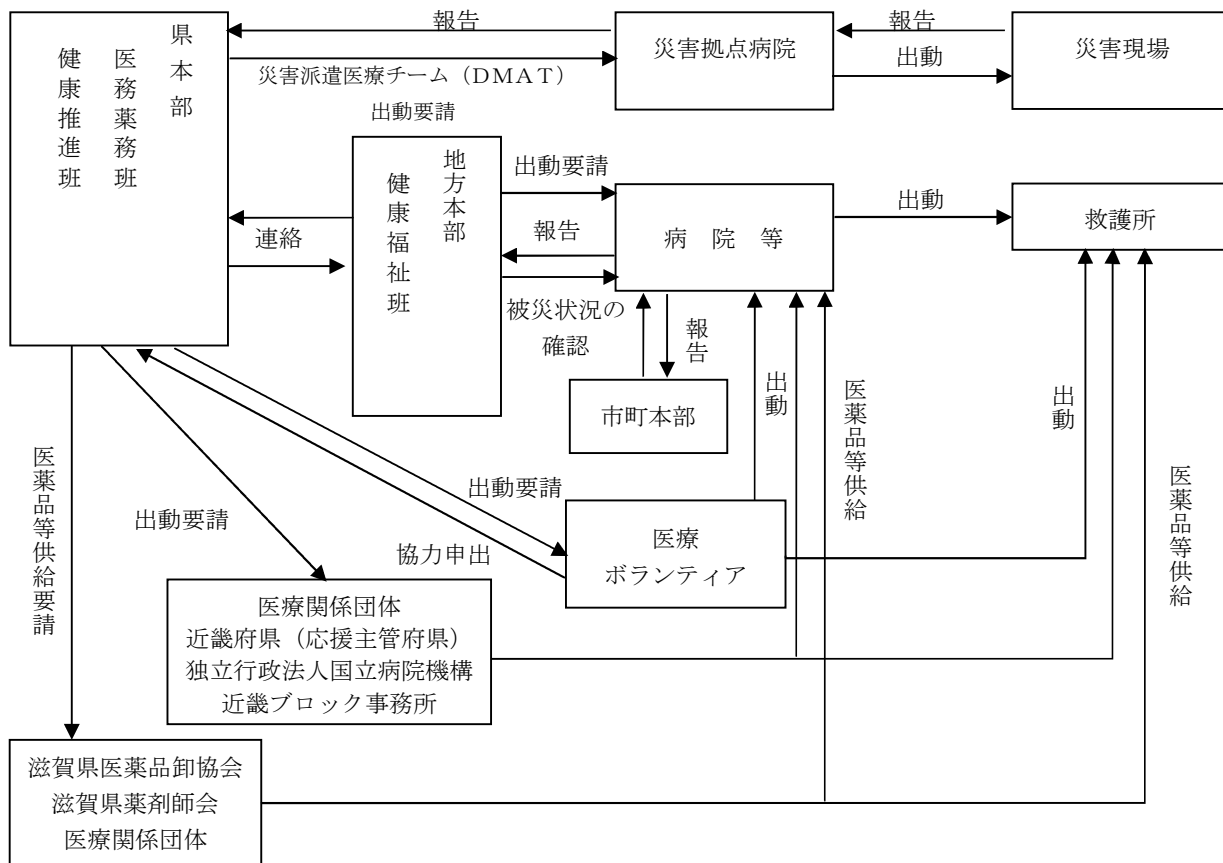 県本部
医務薬務班
健康推進班
報告
災害派遣医療チーム（DMAT）
出動要請
災害拠点病院
報告
出動
災害現場
地方本部
健康福祉班
連絡
出動要請
報告
被災状況の
確認
病　院　等
出動
救護所
報告
市町本部
出動
医薬品等供給
出動
医薬品等供給
医薬品等供給要請
出動要請
出動要請
協力申出
医療
ボランティア
医療関係団体
近畿府県（応援主管府県）
独立行政法人国立病院機構
近畿ブロック事務所
滋賀県医薬品卸協会
滋賀県薬剤師会
医療関係団体